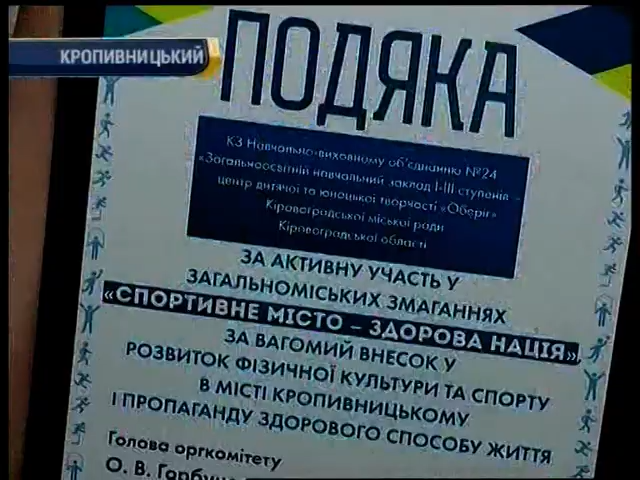 КРОПИВНИЦЬКИЙ
ПОДЯКА
КЗ Навчально-виховному об'єднанню №24
«Загальноосвітній навчальний заклад І-ІІІ ступенів -
центр дитячої та юнацької творчості «Оберіг»
Кіровоградської міської ради
Кіровоградської області
ЗА АКТИВНУ УЧАСТЬ У
ЗАГАЛЬНОМІСЬКИХ ЗМАГАННЯХ
«СПОРТИВНЕ МІСТО – ЗДОРОВА НАЦІЯ»,
ЗА ВАГОМИЙ ВНЕСОК У
РОЗВИТОК ФІЗИЧНОЇ КУЛЬТУРИ ТА СПОРТУ
В МІСТІ КРОПИВНИЦЬКОМУ
І ПРОПАГАНДУ ЗДОРОВОГО СПОСОБУ ЖИТТЯ
Голова оргкомітету
О. В.